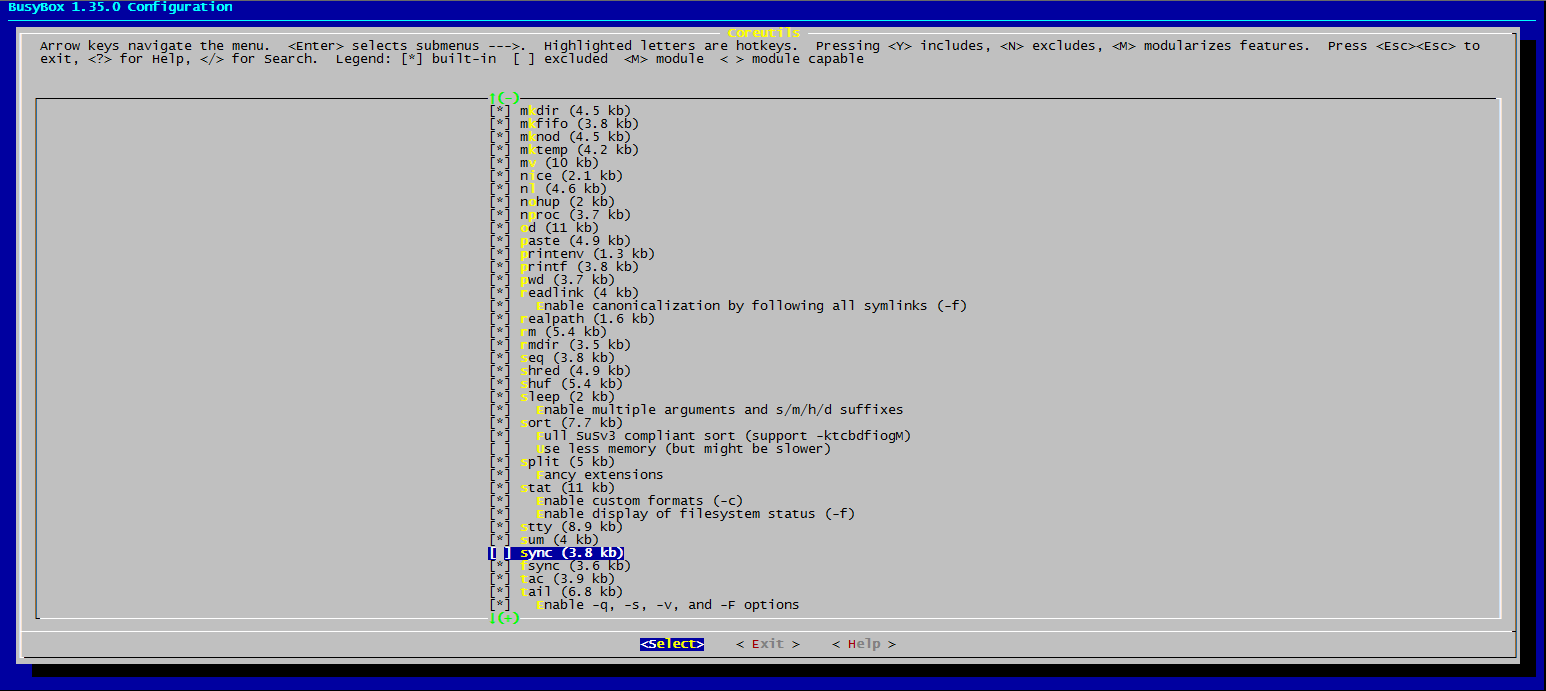 BusyBox 1.35.0 Configuration
Coreutils
Arrow keys navigate the menu.  <Enter> selects submenus --->.  Highlighted letters are hotkeys.  Pressing <Y> includes, <N> excludes, <M> modularizes features.  Press <Esc><Esc> to
exit, <?> for Help, </> for Search.  Legend: [*] built-in  [ ] excluded  <M> module  < > module capable
↑(-)
[*] mkdir (4.5 kb)
[*] mkfifo (3.8 kb)
[*] mknod (4.5 kb)
[*] mktemp (4.2 kb)
[*] mv (10 kb)
[*] nice (2.1 kb)
[*] nl (4.6 kb)
[*] nohup (2 kb)
[*] nproc (3.7 kb)
[*] od (11 kb)
[*] paste (4.9 kb)
[*] printenv (1.3 kb)
[*] printf (3.8 kb)
[*] pwd (3.7 kb)
[*] readlink (4 kb)
[*]   Enable canonicalization by following all symlinks (-f)
[*] realpath (1.6 kb)
[*] rm (5.4 kb)
[*] rmdir (3.5 kb)
[*] seq (3.8 kb)
[*] shred (4.9 kb)
[*] shuf (5.4 kb)
[*] sleep (2 kb)
[*]   Enable multiple arguments and s/m/h/d suffixes
[*] sort (7.7 kb)
[*]   Full SuSv3 compliant sort (support -ktcbdfiogM)
[ ]   Use less memory (but might be slower)
[*] split (5 kb)
[*]   Fancy extensions
[*] stat (11 kb)
[*]   Enable custom formats (-c)
[*]   Enable display of filesystem status (-f)
[*] stty (8.9 kb)
[*] sum (4 kb)
[ ] sync (3.8 kb)
[*] fsync (3.6 kb)
[*] tac (3.9 kb)
[*] tail (6.8 kb)
[*]   Enable -q, -s, -v, and -F options
↓(+)
<Select>    < Exit >    < Help >